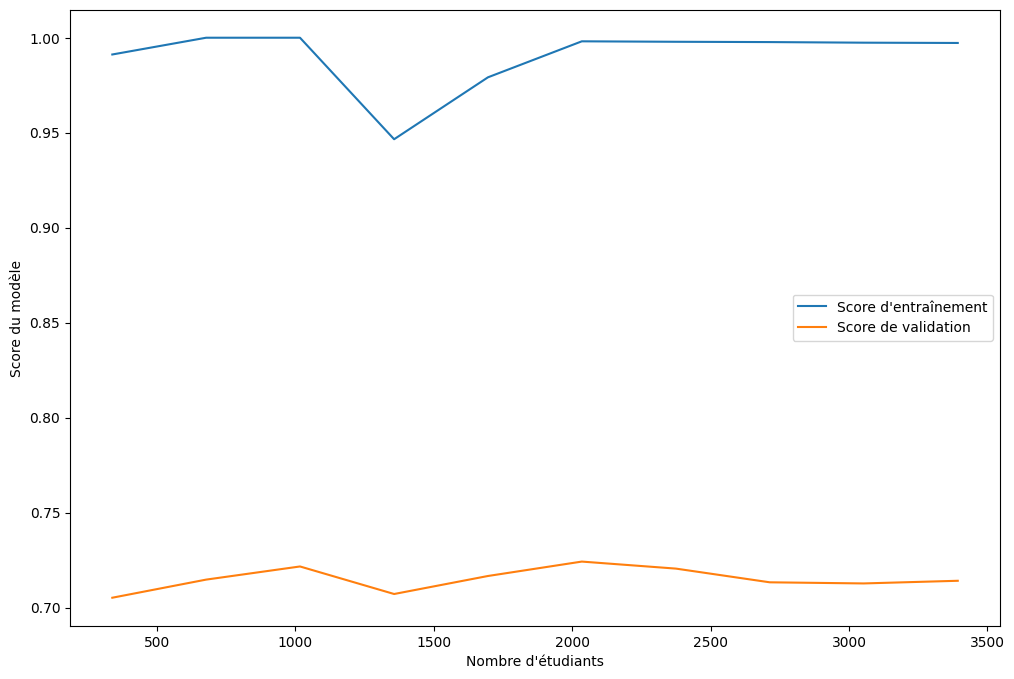 1.00
0.95
0.90
0.85
0.80
0.75
0.70
Score du modèle
Score d'entraînement
Score de validation
500 1000 1500 2000 2500 3000 3500
Nombre d'étudiants